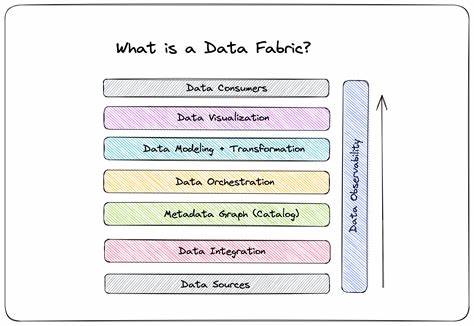 What is a Data Fabric?
Data Consumers
Data Visualization
Data Modeling + Transformation
Data Orchestration
Metadata Graph (Catalog)
Data Integration
Data Sources
Data Observability